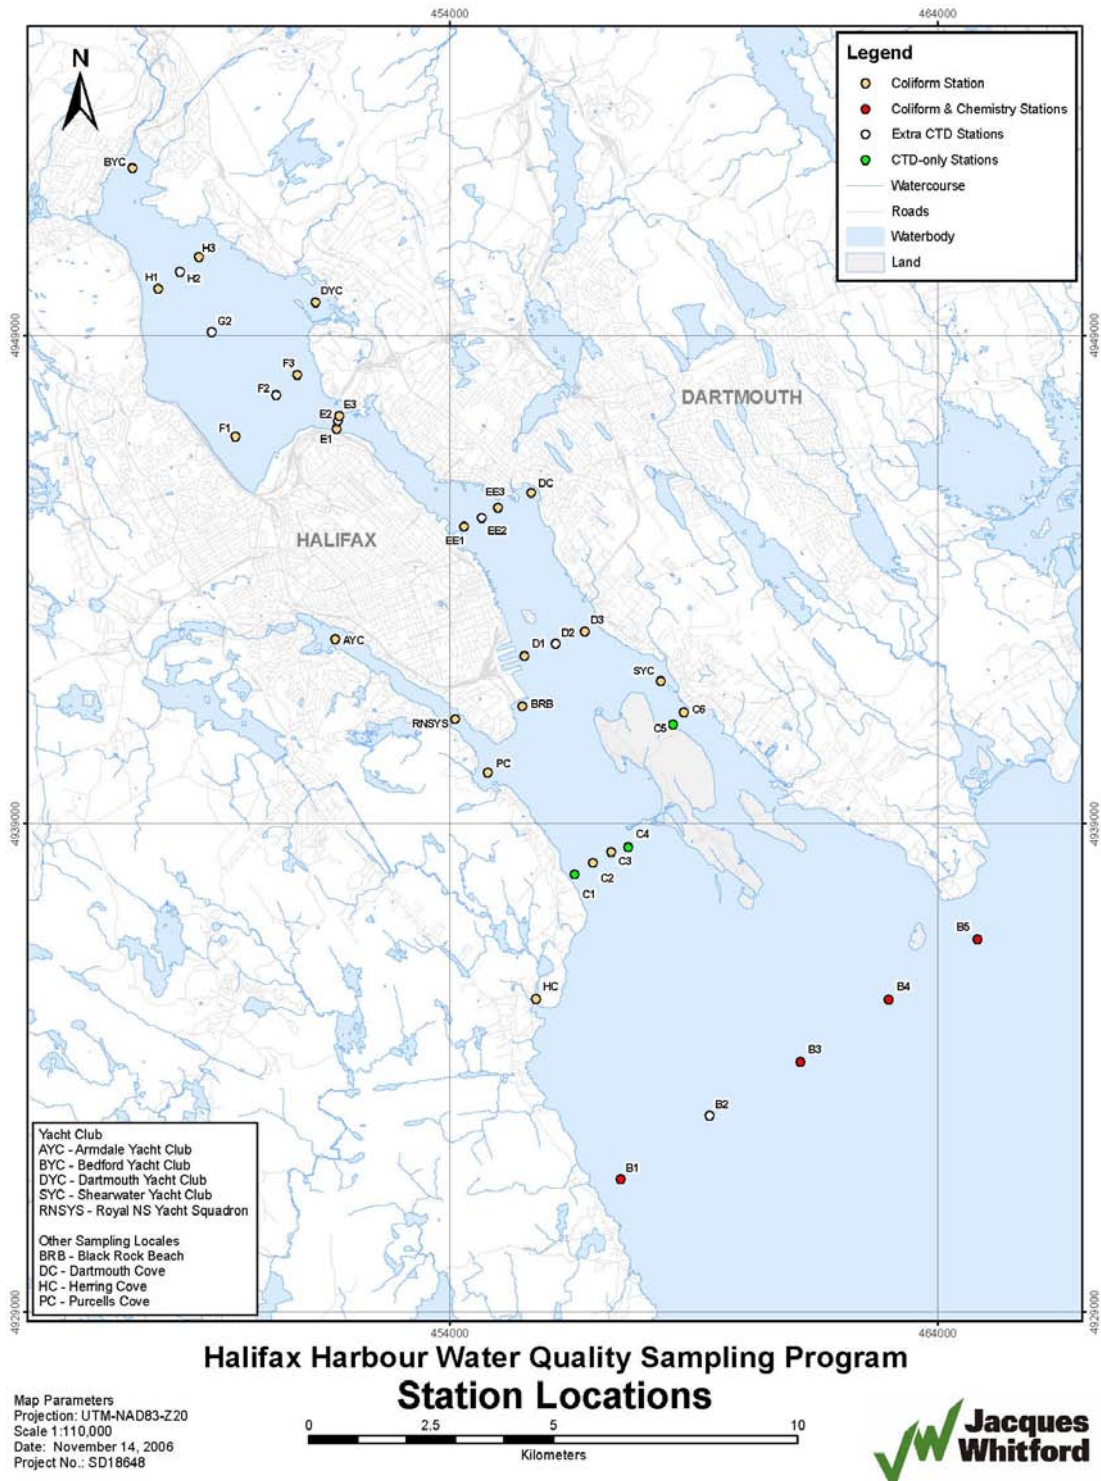 454000
464000
N
Legend
Coliform Station
Coliform & Chemistry Stations
Extra CTD Stations
CTD-only Stations
Watercourse
Roads
Waterbody
Land
BYC
H3
H2
H1
DYC
G2
4949000
4949000
F3
F2
E3
E2
F1
E1
DARTMOUTH
HALIFAX
DC
EE3
EE2
EE1
D3
D2
D1
AYC
SYC
BRB
C6
RNSYS
C5
PC
4939000
4939000
C4
C3
C2
C1
B5
HC
B4
B3
B2
B1
Yacht Club
AYC - Armdale Yacht Club
BYC - Bedford Yacht Club
DYC - Dartmouth Yacht Club
SYC - Shearwater Yacht Club
RNSYS - Royal NS Yacht Squadron
Other Sampling Locales
BRB - Black Rock Beach
DC - Dartmouth Cove
HC - Herring Cove
PC - Purcells Cove
4929000
4929000
454000
464000
Halifax Harbour Water Quality Sampling Program
Station Locations
Map Parameters
Projection: UTM-NAD83-Z20
Scale 1:110,000
Date: November 14, 2006
Project No.: SD18648
0 2.5 5 10
Kilometers
JW Jacques
Whitford